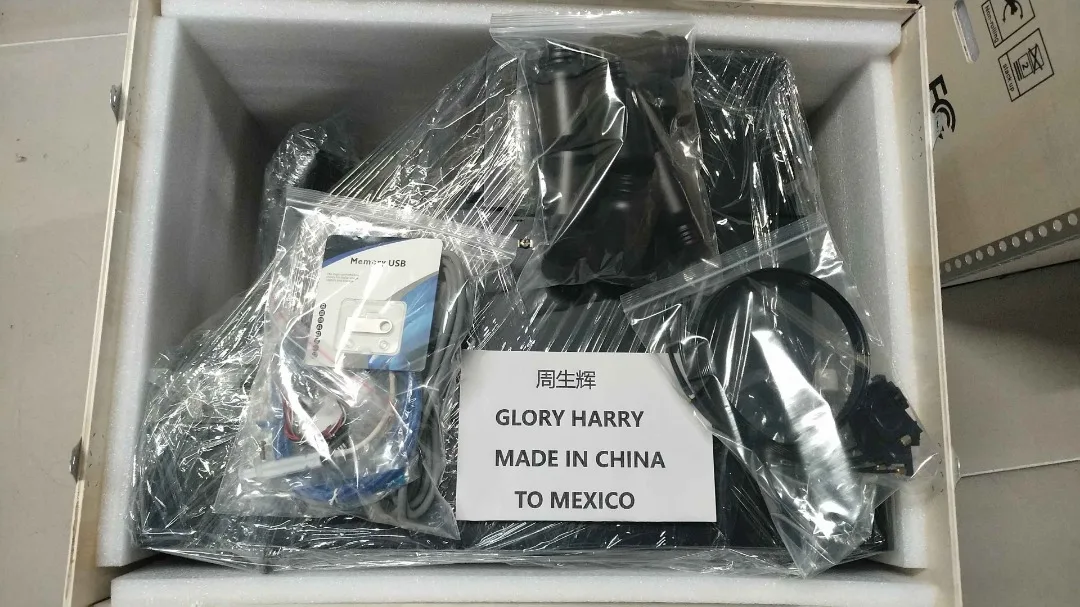 Memory USB
周生辉
GLORY HARRY
MADE IN CHINA
TO MEXICO